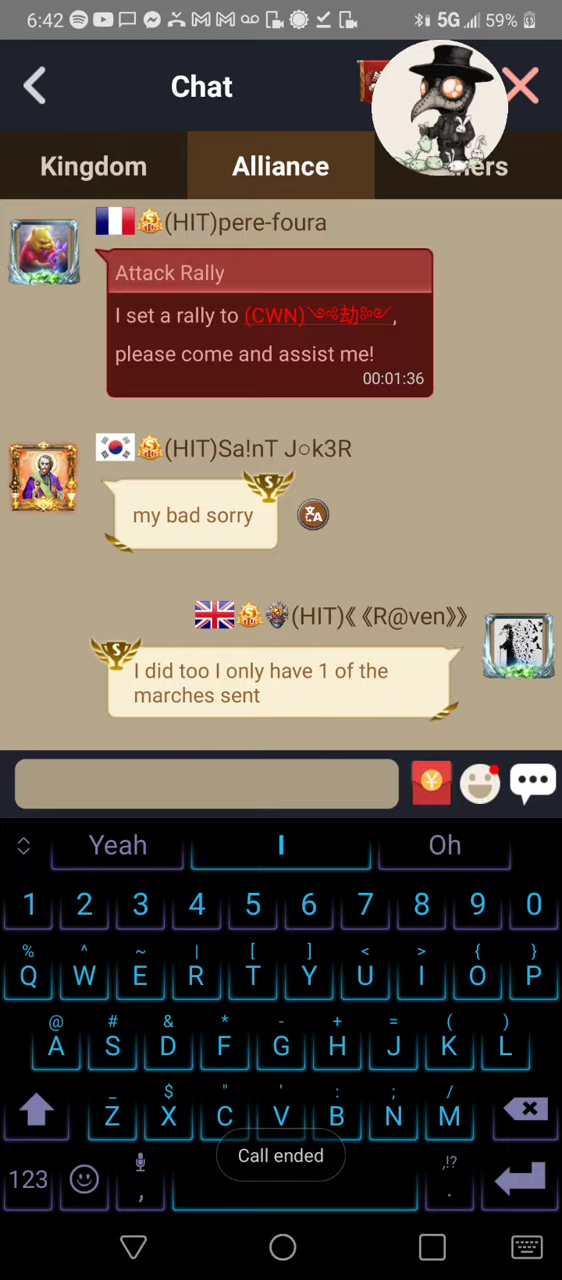 6:42
5G
59%
Chat
Kingdom
Alliance
(HIT)pere-foura
Attack Rally
I set a rally to (CWN)༺劫༻,
please come and assist me!
00:01:36
(HIT)Sa!nT J○k3R
my bad sorry
(HIT)《《R@ven》》
I did too I only have 1 of the
marches sent
Yeah
I
Oh
1 2 3 4 5 6 7 8 9 0
% ^ ~ | [ ] < > { }
Q W E R T Y U I O P
@ # & * - + = ( )
A S D F G H J K L
_ $ " ' : ; /
Z X C V B N M
Call ended
,!?
123 , .